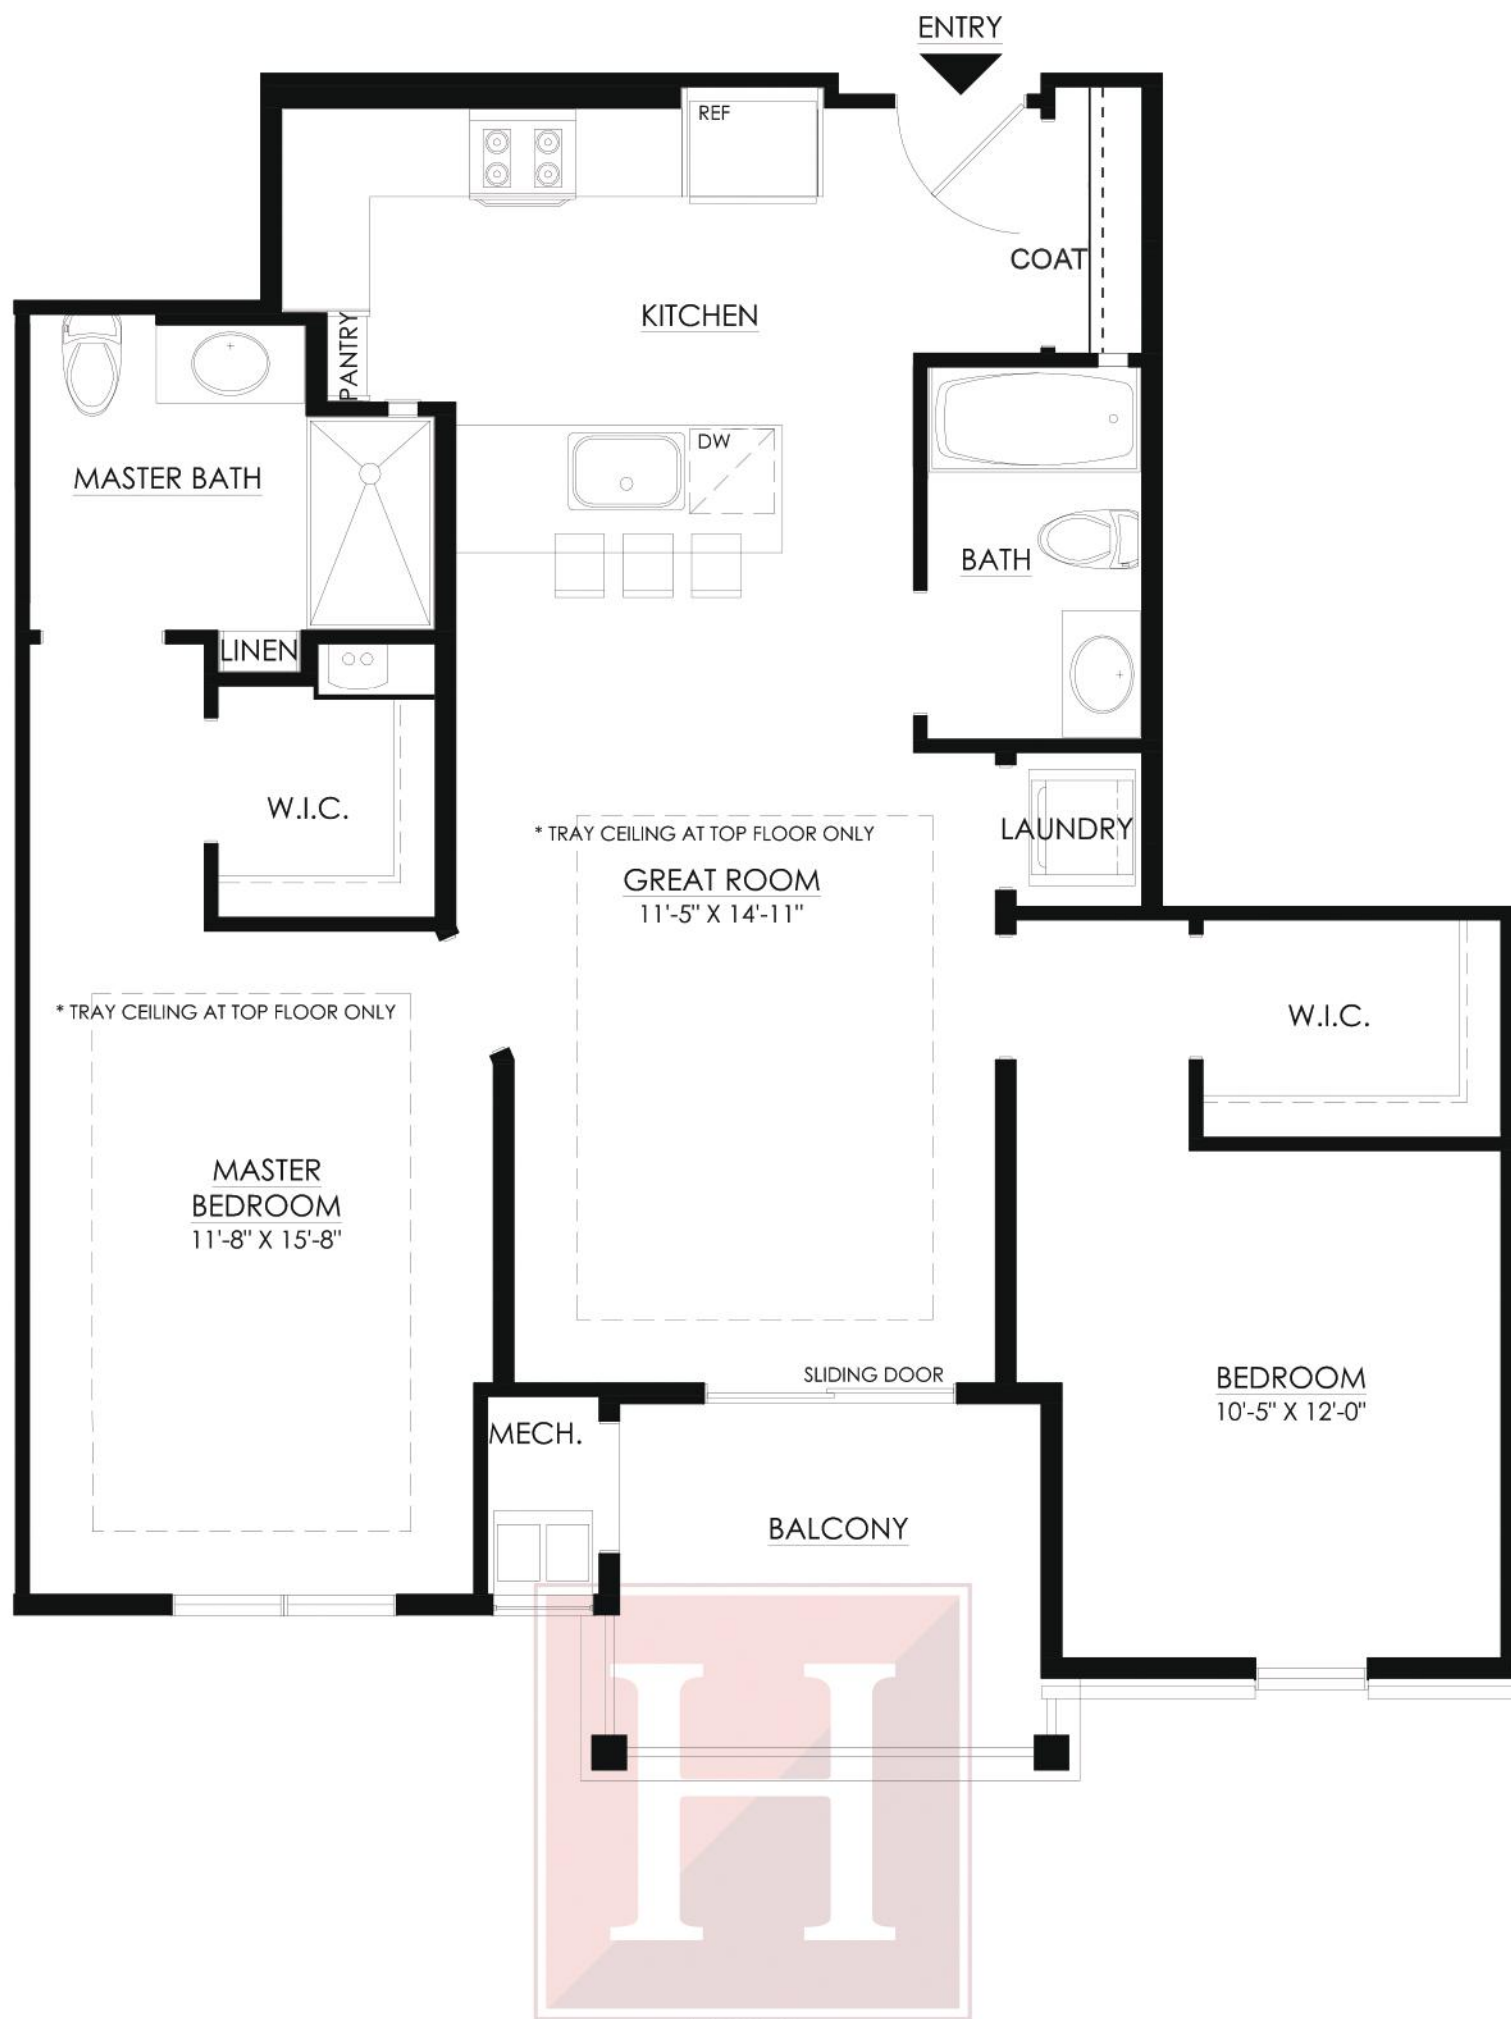 ENTRY
REF
COAT
KITCHEN
PANTRY
DW
MASTER BATH
BATH
LINEN
W.I.C.
* TRAY CEILING AT TOP FLOOR ONLY
LAUNDRY
GREAT ROOM
11'-5" X 14'-11"
* TRAY CEILING AT TOP FLOOR ONLY
W.I.C.
MASTER
BEDROOM
11'-8" X 15'-8"
SLIDING DOOR
BEDROOM
10'-5" X 12'-0"
MECH.
BALCONY
H